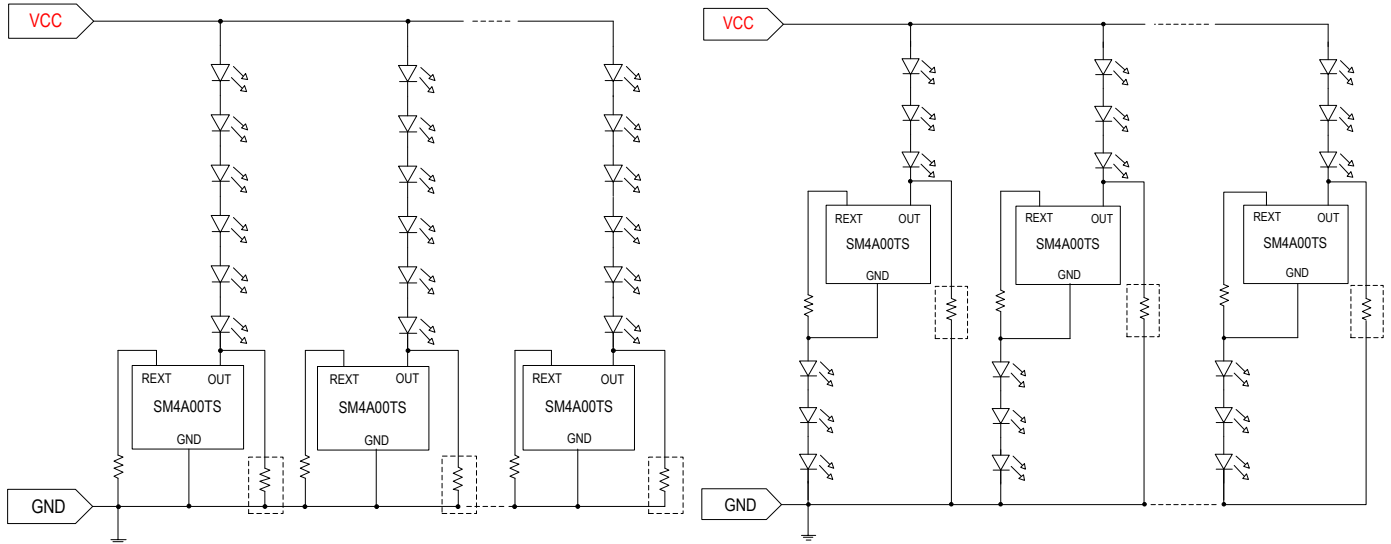 VCC
REXT OUT
SM4A00TS
GND
REXT OUT
SM4A00TS
GND
REXT OUT
SM4A00TS
GND
GND
VCC
REXT OUT
SM4A00TS
GND
REXT OUT
SM4A00TS
GND
REXT OUT
SM4A00TS
GND
GND